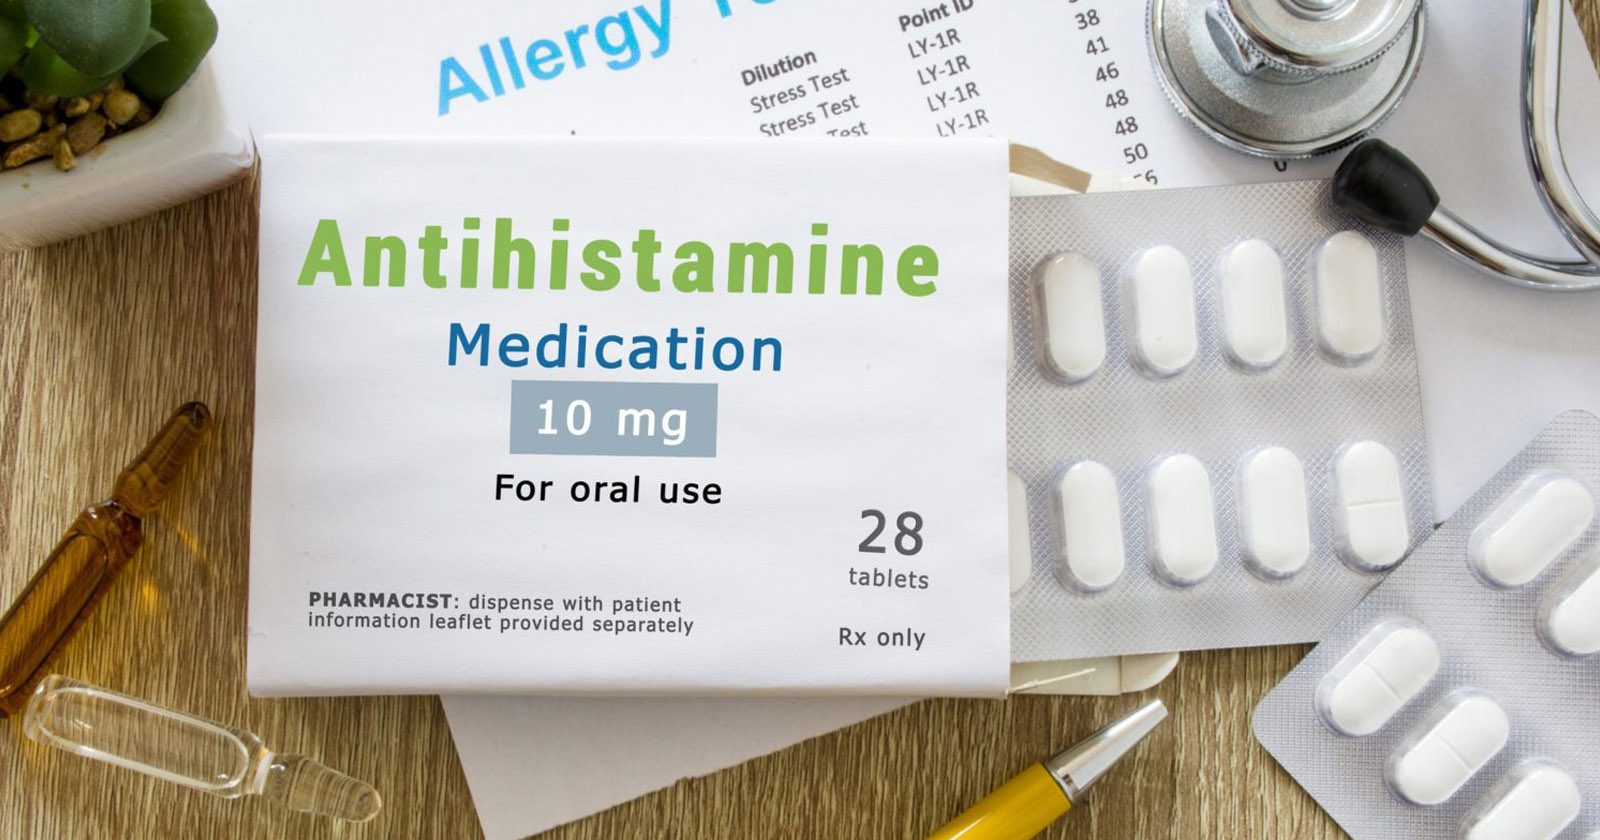 Allergy
Dilution Point ID 38
Stress Test LY-1R 41
Stress Test LY-1R 46
Test LY-1R 48
LY-1R 48
50
Antihistamine
Medication
10 mg
For oral use
28
tablets
PHARMACIST: dispense with patient
information leaflet provided separately
Rx only